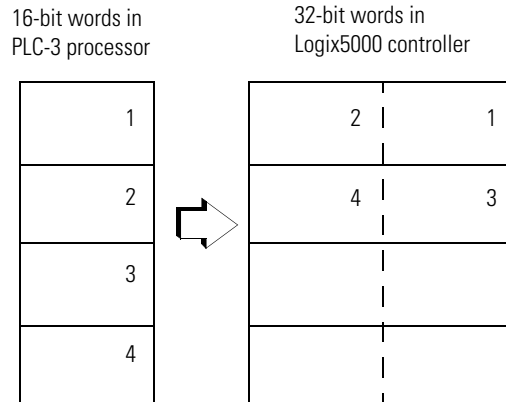 16-bit words in
PLC-3 processor
32-bit words in
Logix5000 controller
1
2
3
4
2 1
4 3